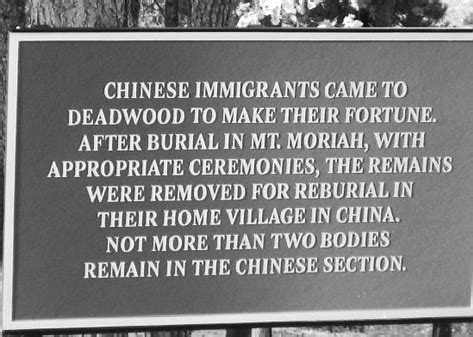 CHINESE IMMIGRANTS CAME TO
DEADWOOD TO MAKE THEIR FORTUNE.
AFTER BURIAL IN MT. MORIAH, WITH
APPROPRIATE CEREMONIES, THE REMAINS
WERE REMOVED FOR REBURIAL IN
THEIR HOME VILLAGE IN CHINA.
NOT MORE THAN TWO BODIES
REMAIN IN THE CHINESE SECTION.